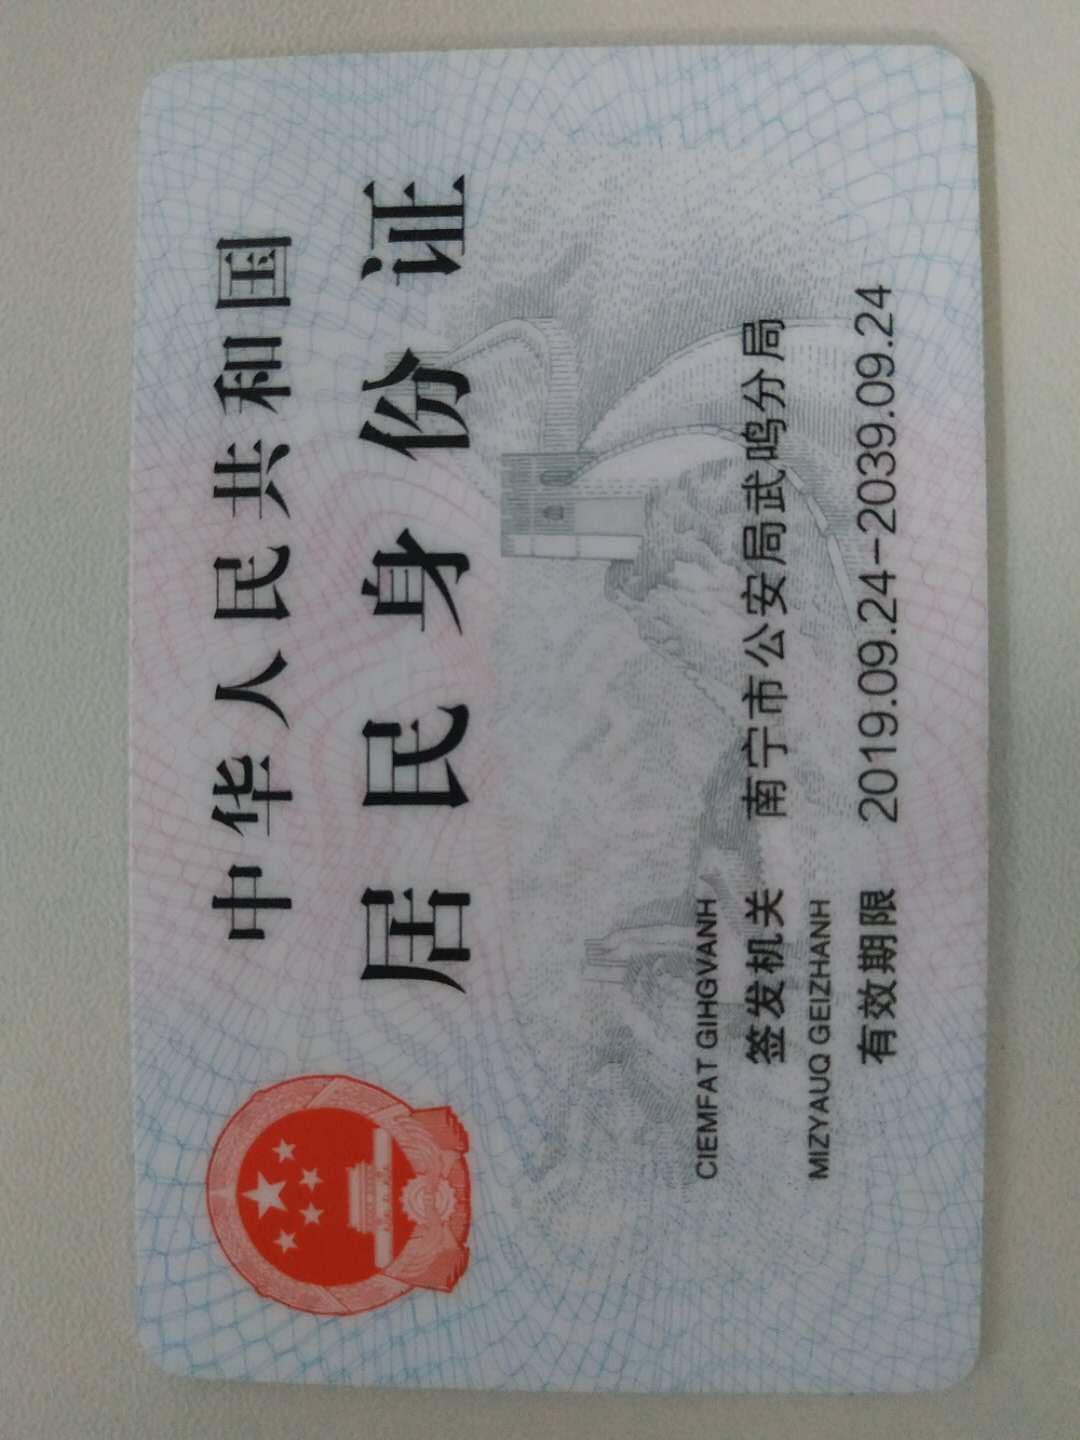 中华人民共和国
居民身份证
CIEMFAT GIHGVANH
签发机关 南宁市公安局武鸣分局
MIZYAUQ GEIZHANH
有效期限 2019.09.24-2039.09.24